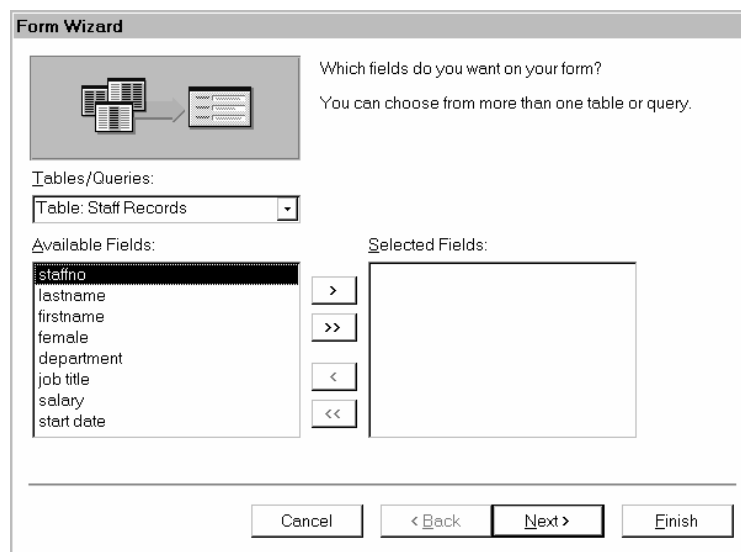 Form Wizard
Which fields do you want on your form?
You can choose from more than one table or query.
Tables/Queries:
Table: Staff Records
Available Fields:
Selected Fields:
staffno
lastname
firstname
female
department
job title
salary
start date
>
>>
<
<<
Cancel
< Back
Next >
Finish